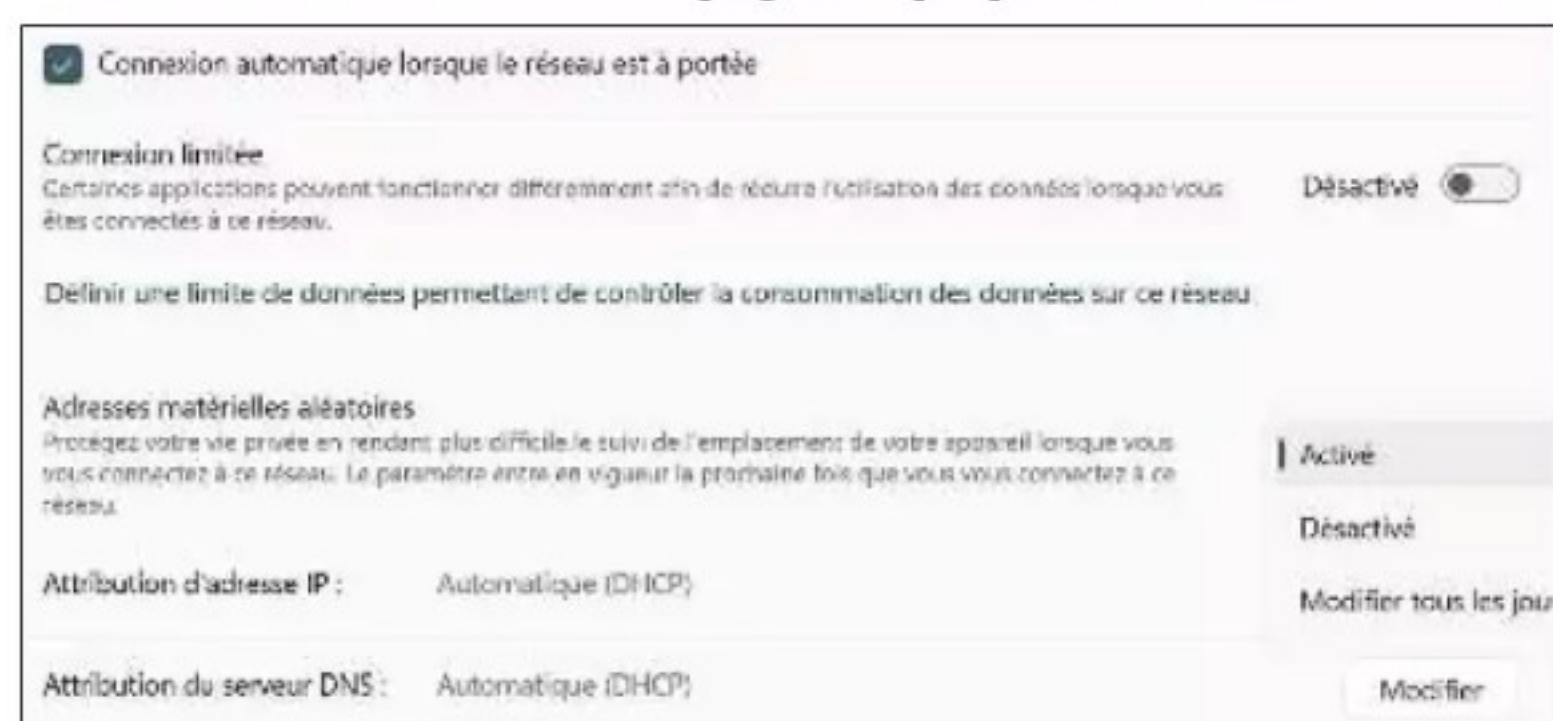 Connexion automatique lorsque le réseau est à portée
Connexion limitée
Certaines applications peuvent fonctionner différemment afin de réduire l'utilisation des données lorsque vous
êtes connectés à ce réseau.
Désactivé
Définir une limite de données permettant de contrôler la consommation des données sur ce réseau
Adresses matérielles aléatoires
Protégez votre vie privée en rendant plus difficile le suivi de l'emplacement de votre appareil lorsque vous
vous connectez à ce réseau. Le paramètre entre en vigueur la prochaine fois que vous vous connectez à ce
réseau.
Activé
Désactivé
Attribution d'adresse IP : Automatique (DHCP)
Modifier tous les jour
Attribution du serveur DNS : Automatique (DHCP)
Modifier